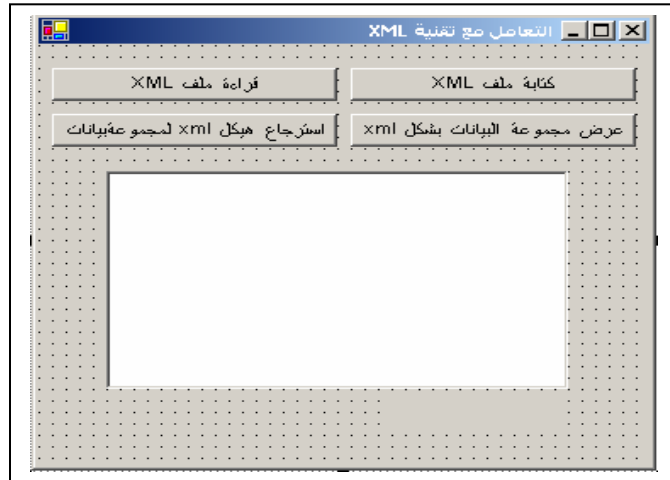 التعامل مع تقنية XML
قراءة ملف XML
كتابة ملف XML
استرجاع هيكل xml لمجموعةبيانات
عرض مجموعة البيانات بشكل xml